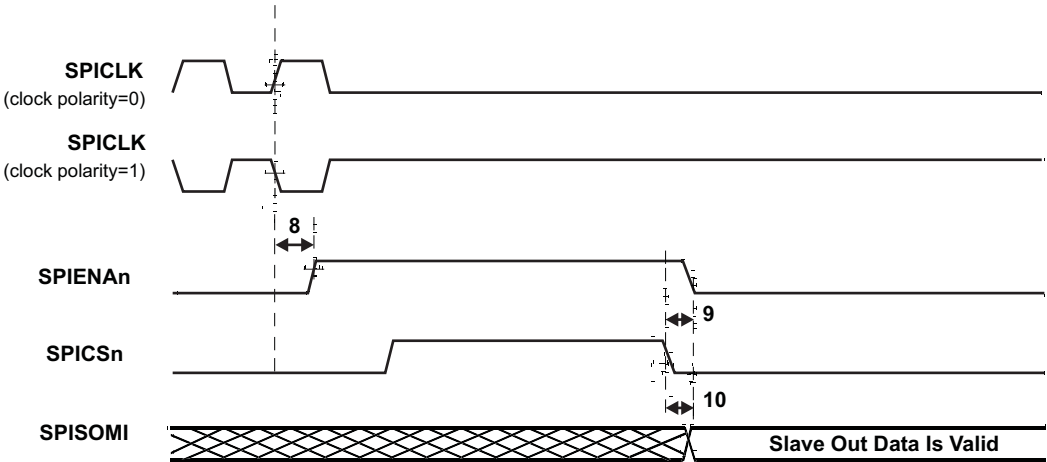 SPICLK
(clock polarity=0)
SPICLK
(clock polarity=1)
8
SPIENAn
9
SPICSn
10
SPISOMI
Slave Out Data Is Valid